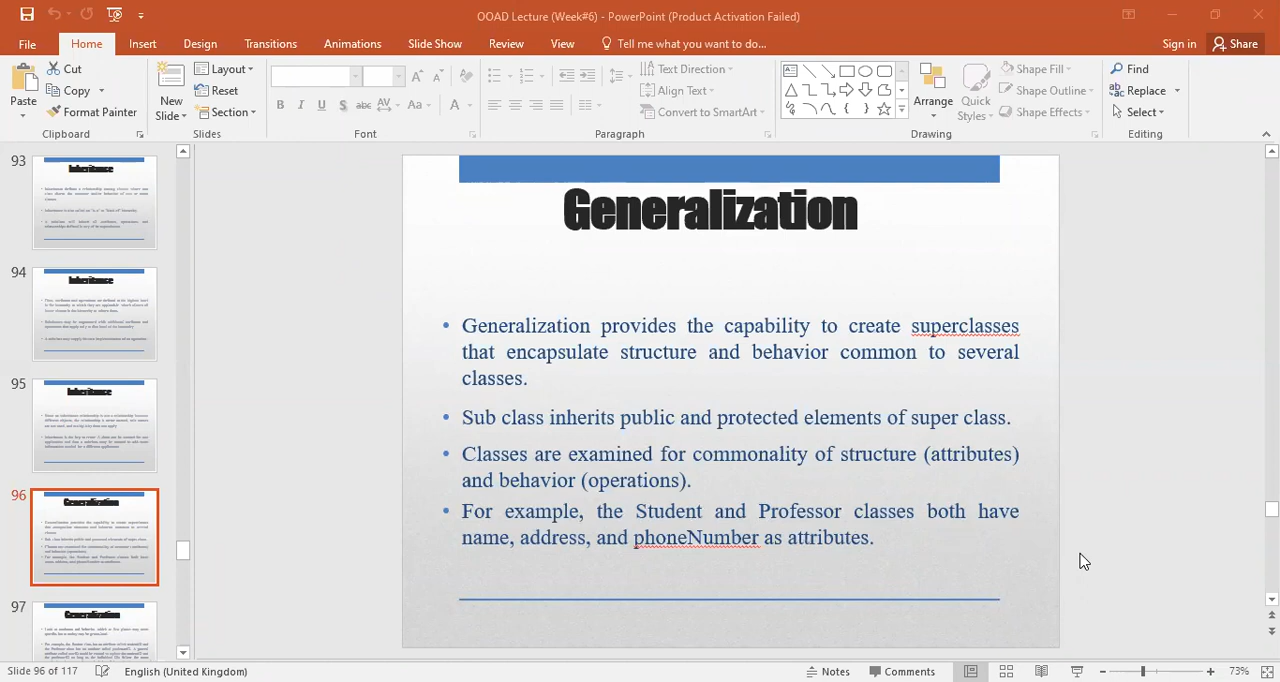 OOAD Lecture (Week#6) - PowerPoint (Product Activation Failed)
File Home Insert Design Transitions Animations Slide Show Review View Tell me what you want to do... Sign in Share
Paste Cut Copy Format Painter
Clipboard
New Slide Layout Reset Section
Slides
Font
Text Direction Align Text Convert to SmartArt
Paragraph
Arrange Quick Styles Shape Fill Shape Outline Shape Effects
Drawing
Find Replace Select
Editing
93
Inheritance
94
Inheritance
95
Inheritance
96
Generalization
97
Generalization
Generalization
• Generalization provides the capability to create superclasses
that encapsulate structure and behavior common to several
classes.
• Sub class inherits public and protected elements of super class.
• Classes are examined for commonality of structure (attributes)
and behavior (operations).
• For example, the Student and Professor classes both have
name, address, and phoneNumber as attributes.
Slide 96 of 117 English (United Kingdom) Notes Comments 73%